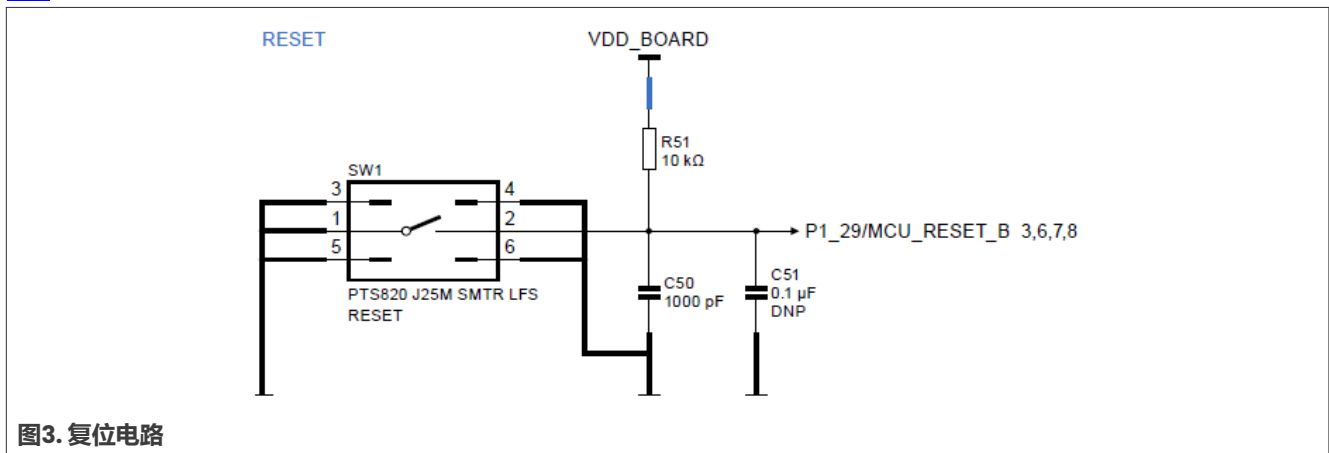 RESET
VDD_BOARD
R51
10 kΩ
SW1
3
4
1
2
5
6
P1_29/MCU_RESET_B 3,6,7,8
PTS820 J25M SMTR LFS
RESET
C50
1000 pF
C51
0.1 µF
DNP
图3. 复位电路